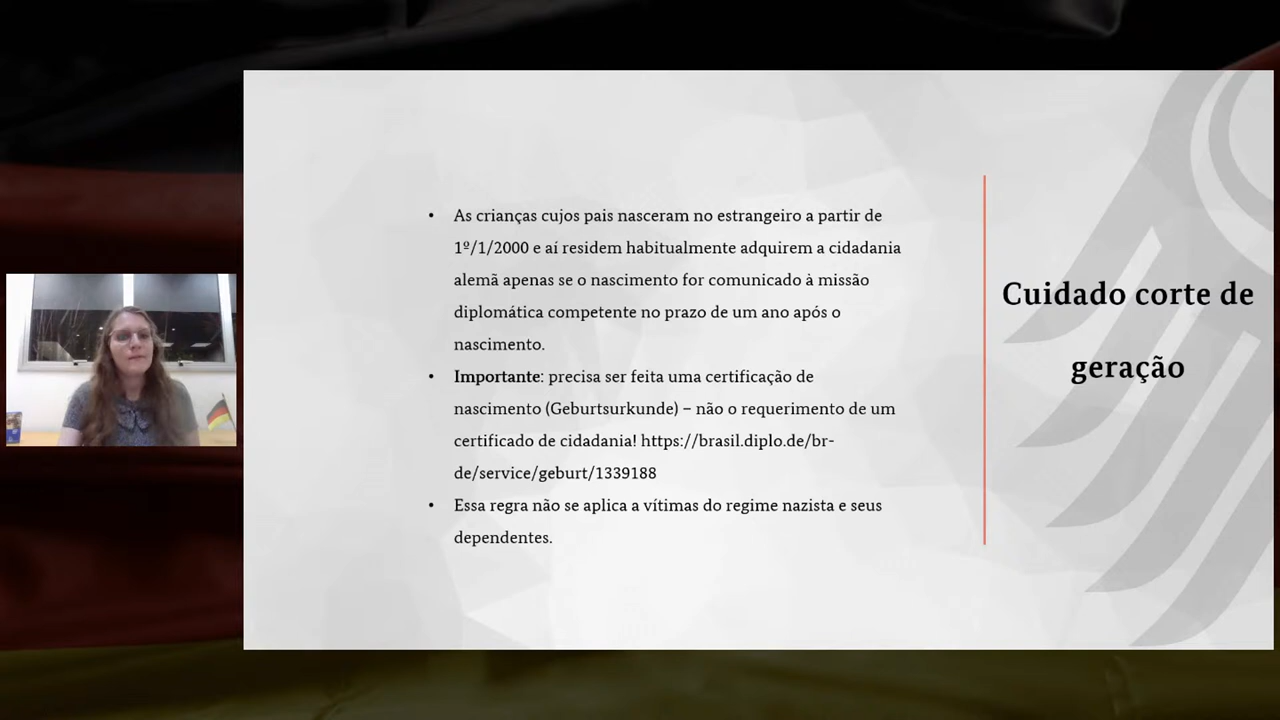 As crianças cujos pais nasceram no estrangeiro a partir de
1º/1/2000 e aí residem habitualmente adquirem a cidadania
alemã apenas se o nascimento for comunicado à missão
diplomática competente no prazo de um ano após o
nascimento.
Importante: precisa ser feita uma certificação de
nascimento (Geburtsurkunde) – não o requerimento de um
certificado de cidadania! https://brasil.diplo.de/br-
de/service/geburt/1339188
Essa regra não se aplica a vítimas do regime nazista e seus
dependentes.
Cuidado corte de
geração